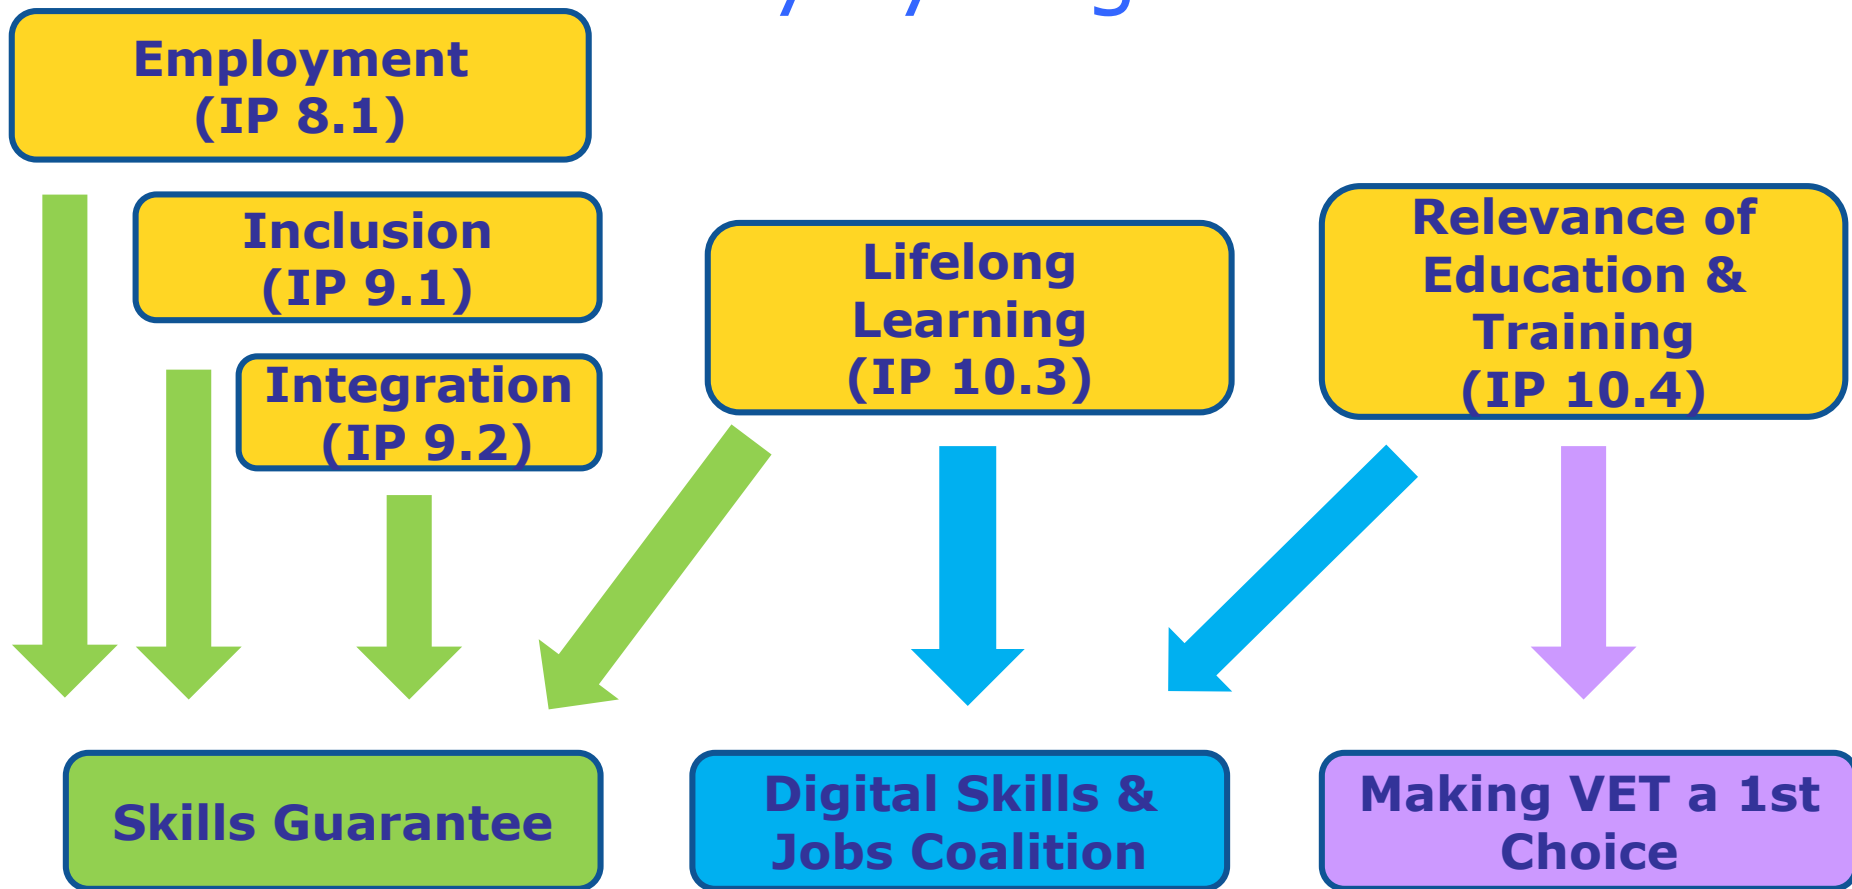 Employment
(IP 8.1)
Inclusion
(IP 9.1)
Integration
(IP 9.2)
Lifelong
Learning
(IP 10.3)
Relevance of
Education &
Training
(IP 10.4)
Skills Guarantee
Digital Skills &
Jobs Coalition
Making VET a 1st
Choice